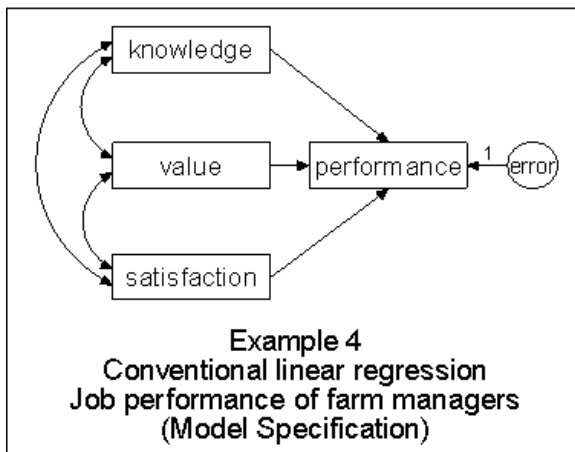 knowledge
value
performance
1
error
satisfaction
Example 4
Conventional linear regression
Job performance of farm managers
(Model Specification)